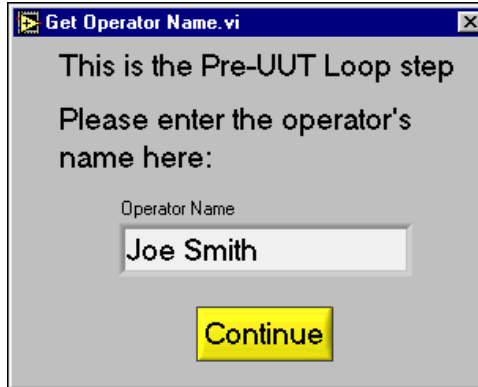 Get Operator Name.vi
This is the Pre-UUT Loop step
Please enter the operator's
name here:
Operator Name
Joe Smith
Continue